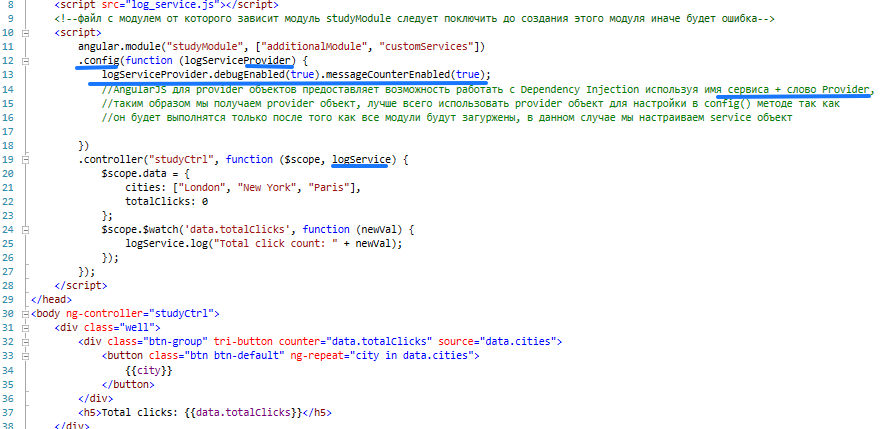 8 <script src="log_service.js"></script>
9 <!--файл с модулем от которого зависит модуль studyModule следует поключить до создания этого модуля иначе будет ошибка-->
10 <script>
11 angular.module("studyModule", ["additionalModule", "customServices"])
12 .config(function (logServiceProvider) {
13 logServiceProvider.debugEnabled(true).messageCounterEnabled(true);
14 //AngularJS для provider объектов предоставляет возможность работать с Dependency Injection используя имя сервиса + слово Provider,
15 //таким образом мы получаем provider объект, лучше всего использовать provider объект для настройки в config() методе так как
16 //он будет выполнятся только после того как все модули будут загуржены, в данном случае мы настраиваем service объект
17
18 })
19 .controller("studyCtrl", function ($scope, logService) {
20 $scope.data = {
21 cities: ["London", "New York", "Paris"],
22 totalClicks: 0
23 };
24 $scope.$watch('data.totalClicks', function (newVal) {
25 logService.log("Total click count: " + newVal);
26 });
27 });
28 </script>
29 </head>
30 <body ng-controller="studyCtrl">
31 <div class="well">
32 <div class="btn-group" tri-button counter="data.totalClicks" source="data.cities">
33 <button class="btn btn-default" ng-repeat="city in data.cities">
34 {{city}}
35 </button>
36 </div>
37 <h5>Total clicks: {{data.totalClicks}}</h5>
38 </div>